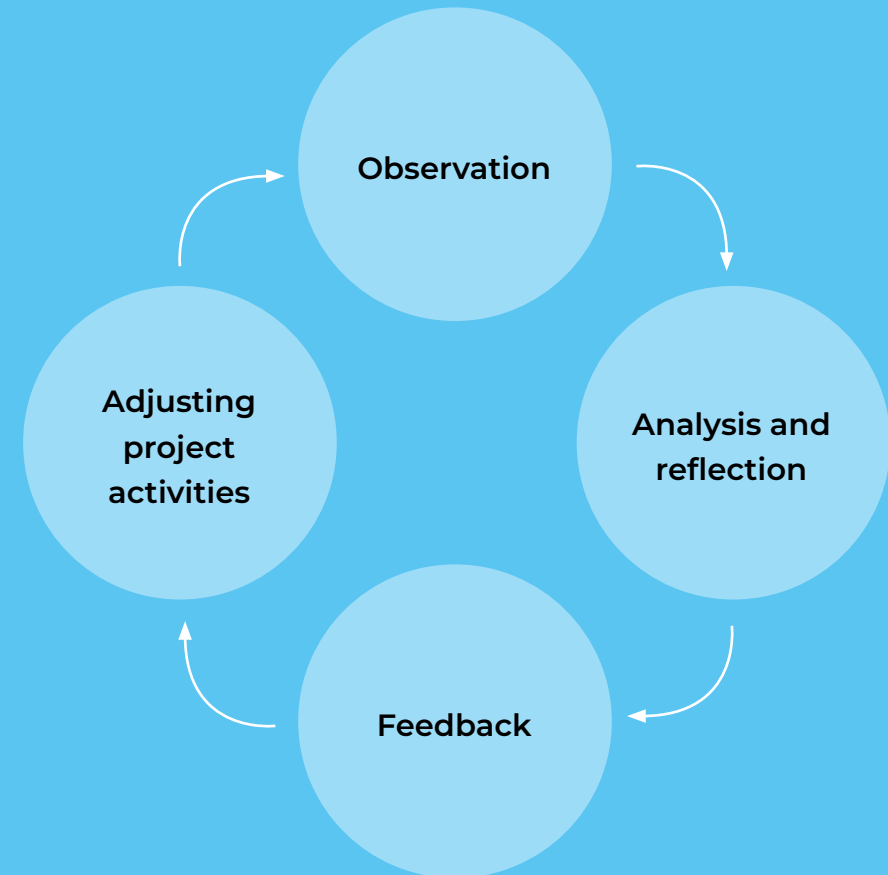 Observation
Analysis and
reflection
Feedback
Adjusting
project
activities